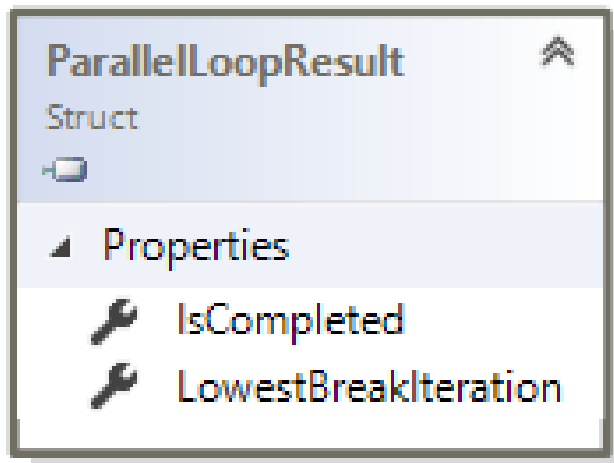 ParallelLoopResult
Struct
Properties
IsCompleted
LowestBreakIteration